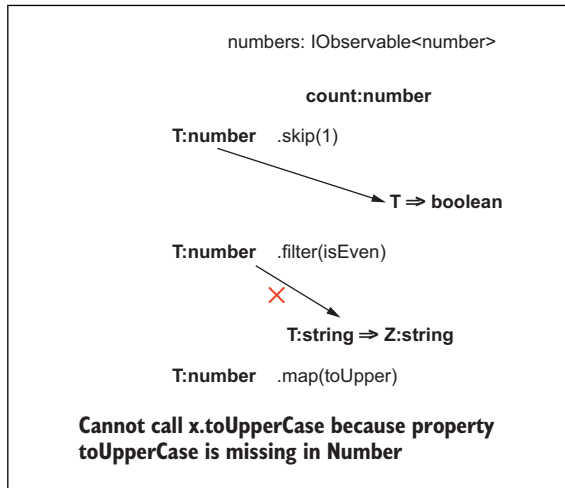 numbers: IObservable<number>
count:number
T:number .skip(1)
T ⇒ boolean
T:number .filter(isEven)
T:string ⇒ Z:string
T:number .map(toUpper)
Cannot call x.toUpperCase because property
toUpperCase is missing in Number